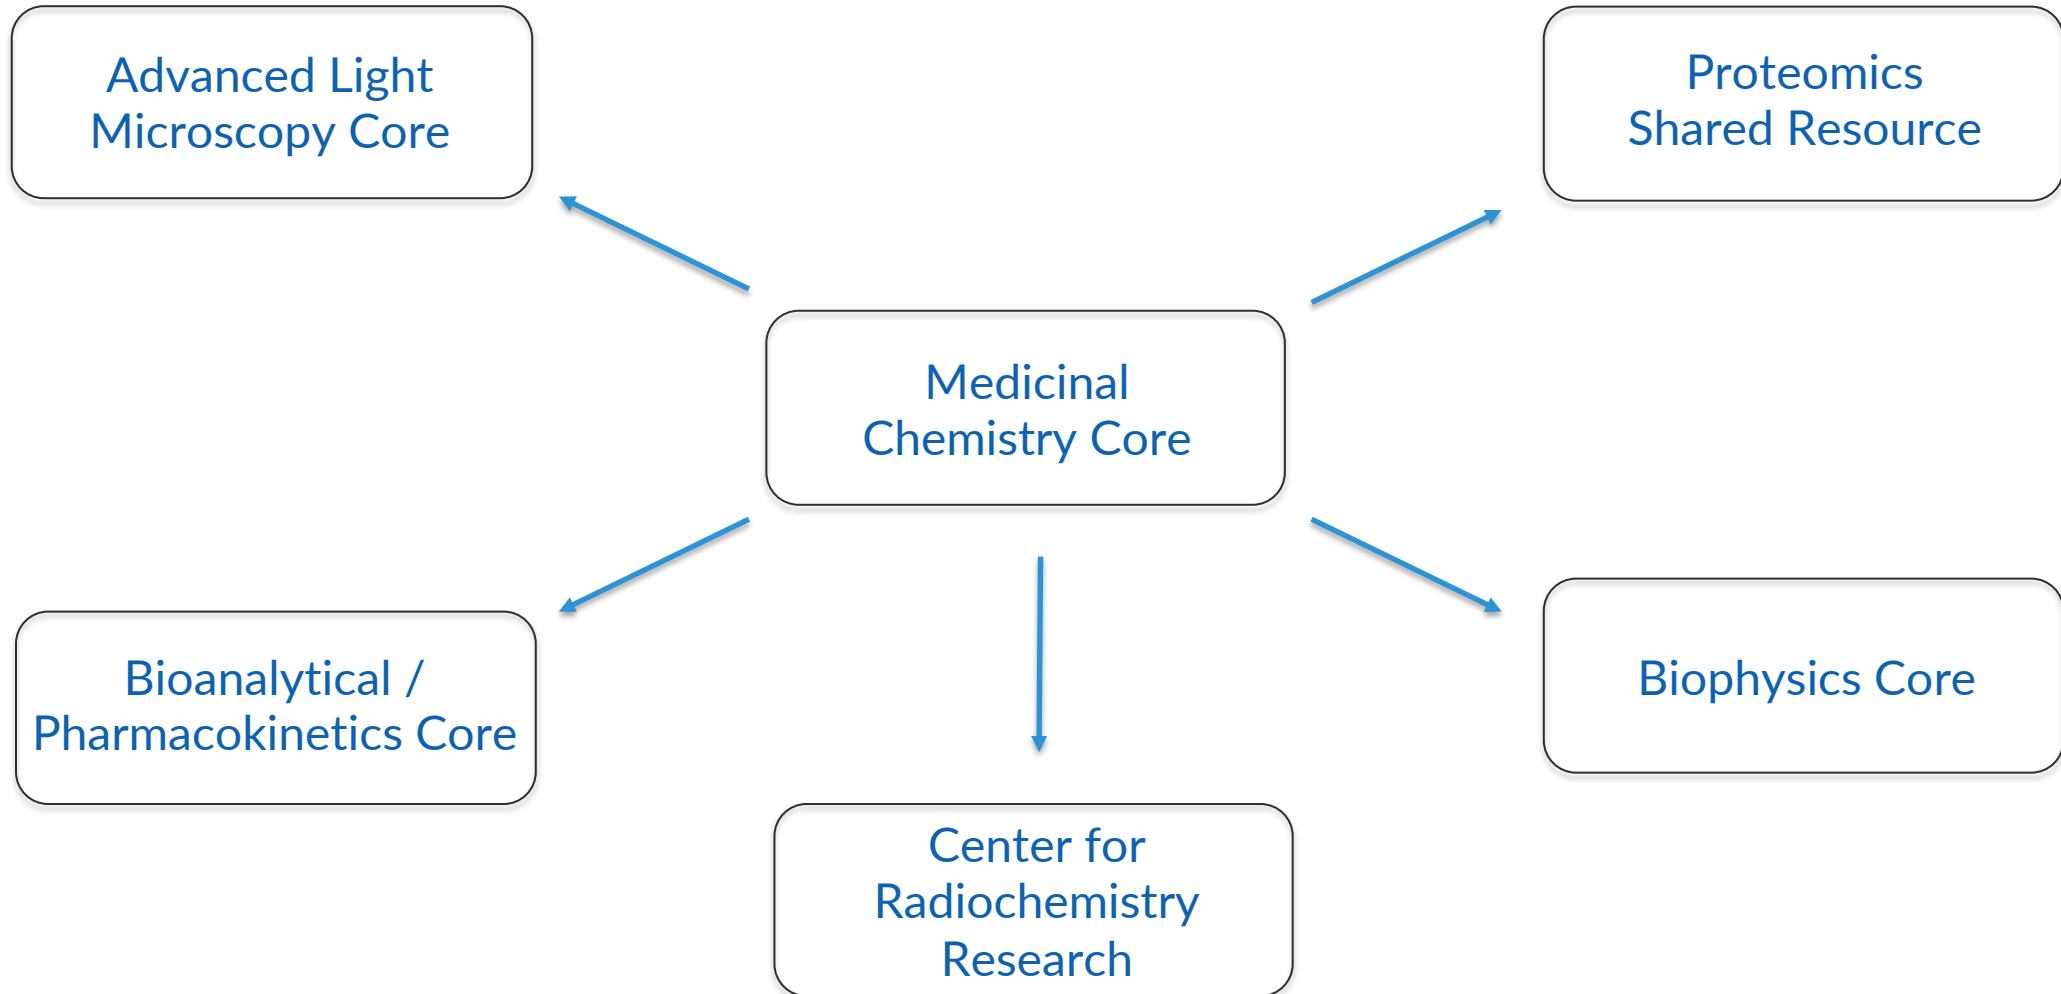 Advanced Light
Microscopy Core
Proteomics
Shared Resource
Medicinal
Chemistry Core
Bioanalytical /
Pharmacokinetics Core
Biophysics Core
Center for
Radiochemistry
Research